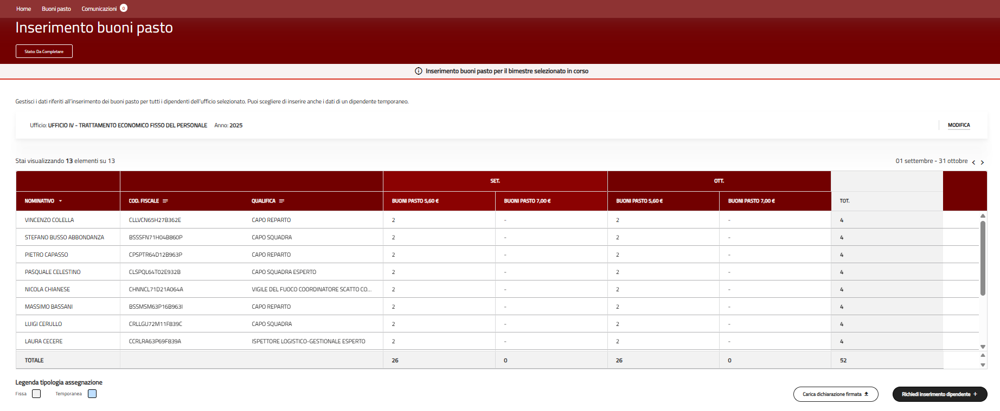 Home Buoni pasto Comunicazioni 0
Inserimento buoni pasto
Stato: Da Completare
Inserimento buoni pasto per il bimestre selezionato in corso
Gestisci i dati riferiti all'inserimento dei buoni pasto per tutti i dipendenti dell'ufficio selezionato. Puoi scegliere di inserire anche i dati di un dipendente temporaneo.
Ufficio: UFFICIO IV - TRATTAMENTO ECONOMICO FISSO DEL PERSONALE Anno: 2025 MODIFICA
Stai visualizzando 13 elementi su 13 01 settembre - 31 ottobre
SET. OTT.
NOMINATIVO COD. FISCALE QUALIFICA BUONI PASTO 5,60 € BUONI PASTO 7,00 € BUONI PASTO 5,60 € BUONI PASTO 7,00 € TOT.
VINCENZO COLELLA CLLVCN65H27B362E CAPO REPARTO 2 - 2 - 4
STEFANO BUSSO ABBONDANZA BSSSFN71H04B860P CAPO SQUADRA 2 - 2 - 4
PIETRO CAPASSO CPSPTR64D12B963P CAPO REPARTO 2 - 2 - 4
PASQUALE CELESTINO CLSPQL64T02E932B CAPO SQUADRA ESPERTO 2 - 2 - 4
NICOLA CHIANESE CHNNCL71D21A064A VIGILE DEL FUOCO COORDINATORE SCATTO CO... 2 - 2 - 4
MASSIMO BASSANI BSSMSM63P16B963I CAPO REPARTO 2 - 2 - 4
LUIGI CERULLO CRLLGU72M11F839C CAPO SQUADRA 2 - 2 - 4
LAURA CECERE CCRLRA63P69F839A ISPETTORE LOGISTICO-GESTIONALE ESPERTO 2 - 2 - 4
TOTALE 26 0 26 0 52
Legenda tipologia assegnazione
Fissa Temporanea
Carica dichiarazione firmata Richiedi inserimento dipendente +